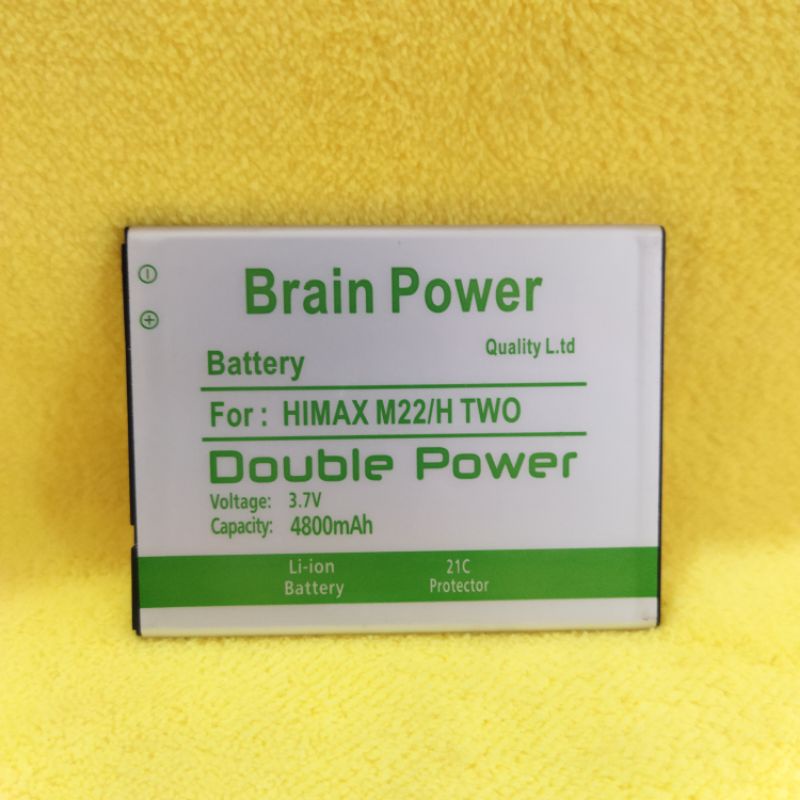 Brain Power
Quality L.td
Battery
For : HIMAX M22/H TWO
Double Power
Voltage: 3.7V
Capacity: 4800mAh
Li-ion Battery
21C Protector